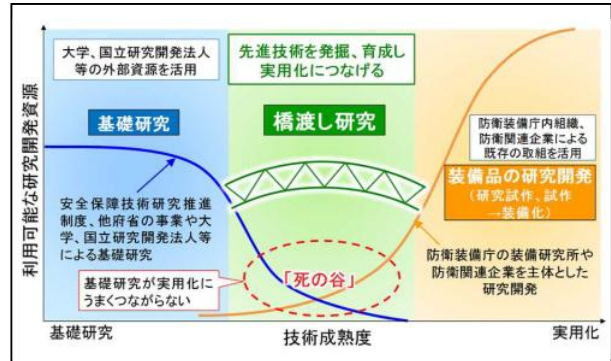 大学、国立研究開発法人
等の外部資源を活用
先進技術を発掘、育成し
実用化につなげる
基礎研究
橋渡し研究
防衛装備庁内組織、
防衛関連企業による
既存の取組を活用
装備品の研究開発
(研究試作、試作
→装備化)
安全保障技術研究推進
制度、他府省の事業や大
学、国立研究開発法人等
による基礎研究
基礎研究が実用化に
うまくつながらない
「死の谷」
防衛装備庁の装備研究所や
防衛関連企業を主体とした
研究開発
利用可能な研究開発資源
基礎研究
技術成熟度
実用化